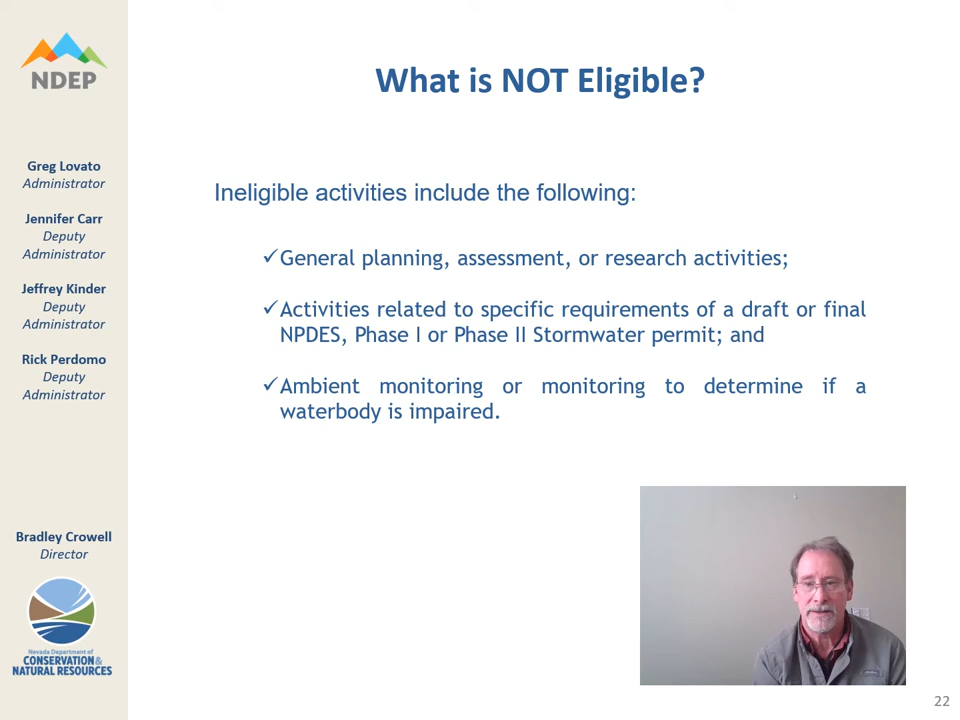 NDEP
Greg Lovato
Administrator
Jennifer Carr
Deputy
Administrator
Jeffrey Kinder
Deputy
Administrator
Rick Perdomo
Deputy
Administrator
Bradley Crowell
Director
Nevada Department of
CONSERVATION &
NATURAL RESOURCES
What is NOT Eligible?
Ineligible activities include the following:
✓General planning, assessment, or research activities;
✓Activities related to specific requirements of a draft or final
NPDES, Phase I or Phase II Stormwater permit; and
✓Ambient monitoring or monitoring to determine if a
waterbody is impaired.
22